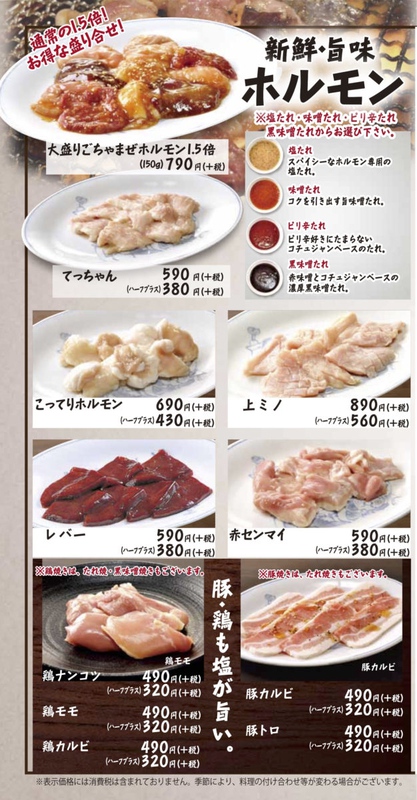 通常の1.5倍!
お得な盛り合せ!
新鮮・旨味
ホルモン
※塩たれ・味噌たれ・ピリ辛たれ
黒味噌たれからお選び下さい。
大盛りごちゃまぜホルモン1.5倍
(150g) 790円(+税)
塩たれ
スパイシーなホルモン専用の
塩たれ。
味噌たれ
コクを引き出す旨味噌たれ。
ピリ辛たれ
ピリ辛好きにたまらない
コチュジャンベースのたれ。
黒味噌たれ
赤味噌とコチュジャンベースの
濃厚黒味噌たれ。
てっちゃん 590円(+税)
(ハーフプラス) 380円(+税)
こってりホルモン 690円(+税)
(ハーフプラス) 430円(+税)
上ミノ 890円(+税)
(ハーフプラス) 560円(+税)
レバー 590円(+税)
(ハーフプラス) 380円(+税)
赤センマイ 590円(+税)
(ハーフプラス) 380円(+税)
※鶏焼きは、たれ焼・黒味噌焼きもございます。
鶏モモ
鶏ナンコツ 490円(+税)
(ハーフプラス) 320円(+税)
鶏モモ 490円(+税)
(ハーフプラス) 320円(+税)
鶏カルビ 490円(+税)
(ハーフプラス) 320円(+税)
豚・鶏も塩が旨い。
※豚焼きは、たれ焼きもございます。
豚カルビ
豚カルビ 490円(+税)
(ハーフプラス) 320円(+税)
豚トロ 490円(+税)
(ハーフプラス) 320円(+税)
※表示価格には消費税は含まれておりません。季節により、料理の付け合わせ等が変わる場合がございます。